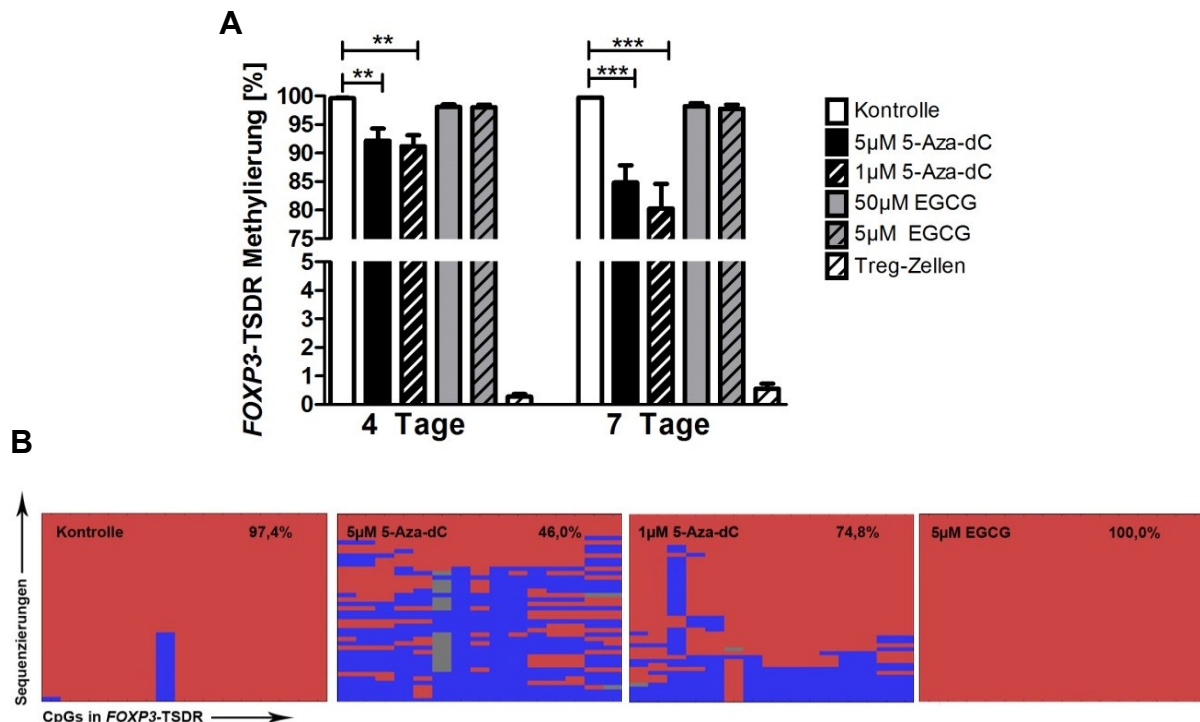 A
** ***
** ***
FOXP3-TSDR Methylierung [%]
100
95
90
85
80
75
5
4
3
2
1
0
4 Tage 7 Tage
Kontrolle
5µM 5-Aza-dC
1µM 5-Aza-dC
50µM EGCG
5µM EGCG
Treg-Zellen
B
Sequenzierungen
Kontrolle 97,4%
5µM 5-Aza-dC 46,0%
1µM 5-Aza-dC 74,8%
5µM EGCG 100,0%
CpGs in FOXP3-TSDR